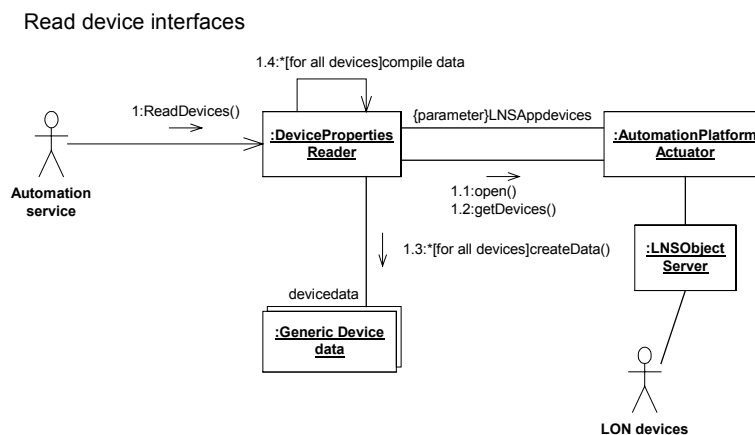 Read device interfaces
1.4:*[for all devices]compile data
1:ReadDevices()
{parameter}LNSAppdevices
:DeviceProperties
Reader
:AutomationPlatform
Actuator
Automation
service
1.1:open()
1.2:getDevices()
1.3:*[for all devices]createData()
:LNSObject
Server
devicedata
:Generic Device
data
LON devices